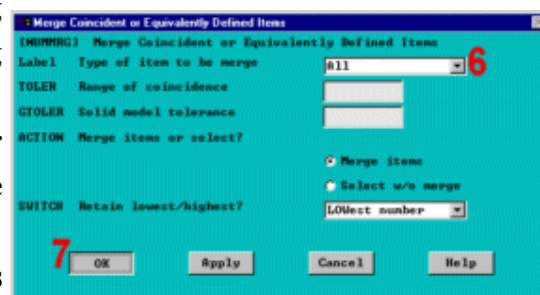 Merge Coincident or Equivalently Defined Items
[NUMMRG] Merge Coincident or Equivalently Defined Items
Label Type of item to be merge All 6
TOLER Range of coincidence
GTOLER Solid model tolerance
ACTION Merge items or select?
Merge items
Select w/o merge
SWITCH Retain lowest/highest? LOWest number
7 OK Apply Cancel Help